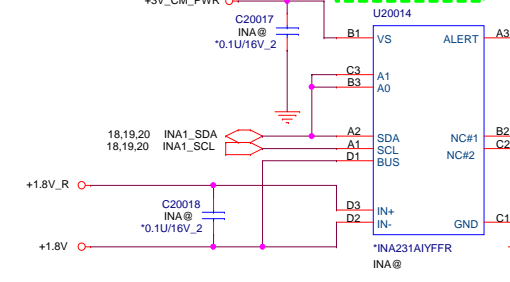 +3V_CM_PWR
U20014
C20017
INA@
*0.1U/16V_2
B1 VS ALERT A3
C3 A1
B3 A0
18,19,20 INA1_SDA A2 SDA NC#1 B2
18,19,20 INA1_SCL A1 SCL NC#2 C2
D1 BUS
+1.8V_R
C20018
INA@
*0.1U/16V_2
D3 IN+
D2 IN- GND C1
+1.8V
*INA231AIYFFR
INA@